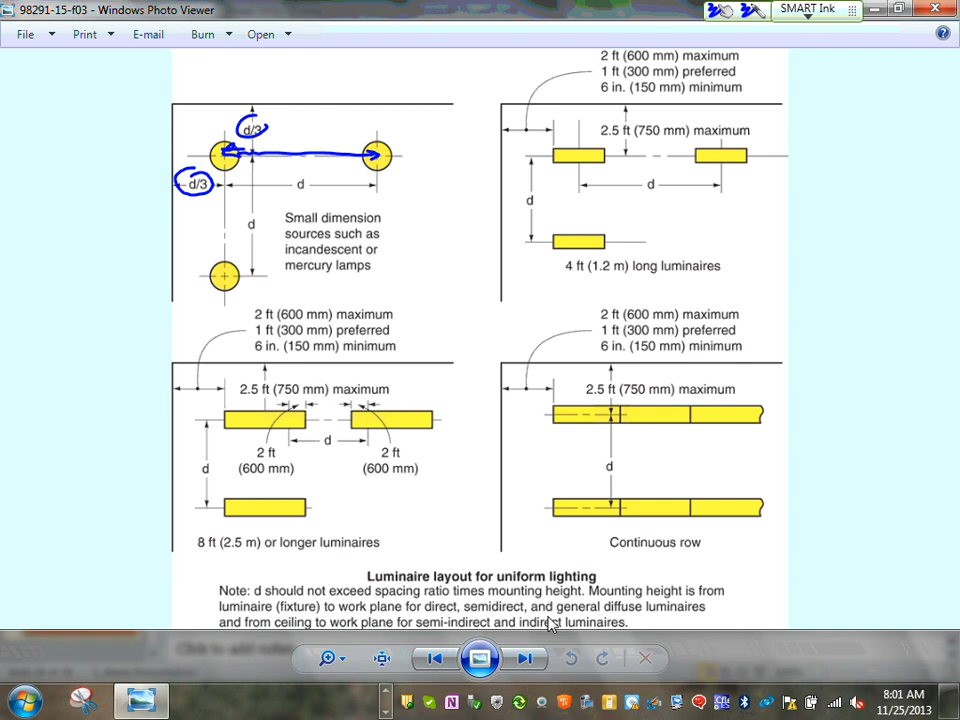 98291-15-f03 - Windows Photo Viewer
SMART Ink
File Print E-mail Burn Open
2 ft (600 mm) maximum
1 ft (300 mm) preferred
6 in. (150 mm) minimum
d/3
2.5 ft (750 mm) maximum
d/3
d
d
d
d
Small dimension
sources such as
incandescent or
mercury lamps
4 ft (1.2 m) long luminaires
2 ft (600 mm) maximum
1 ft (300 mm) preferred
6 in. (150 mm) minimum
2 ft (600 mm) maximum
1 ft (300 mm) preferred
6 in. (150 mm) minimum
2.5 ft (750 mm) maximum
2.5 ft (750 mm) maximum
d
2 ft
(600 mm)
2 ft
(600 mm)
d
d
8 ft (2.5 m) or longer luminaires
Continuous row
Luminaire layout for uniform lighting
Note: d should not exceed spacing ratio times mounting height. Mounting height is from
luminaire (fixture) to work plane for direct, semidirect, and general diffuse luminaires
and from ceiling to work plane for semi-indirect and indirect luminaires.
8:01 AM
11/25/2013